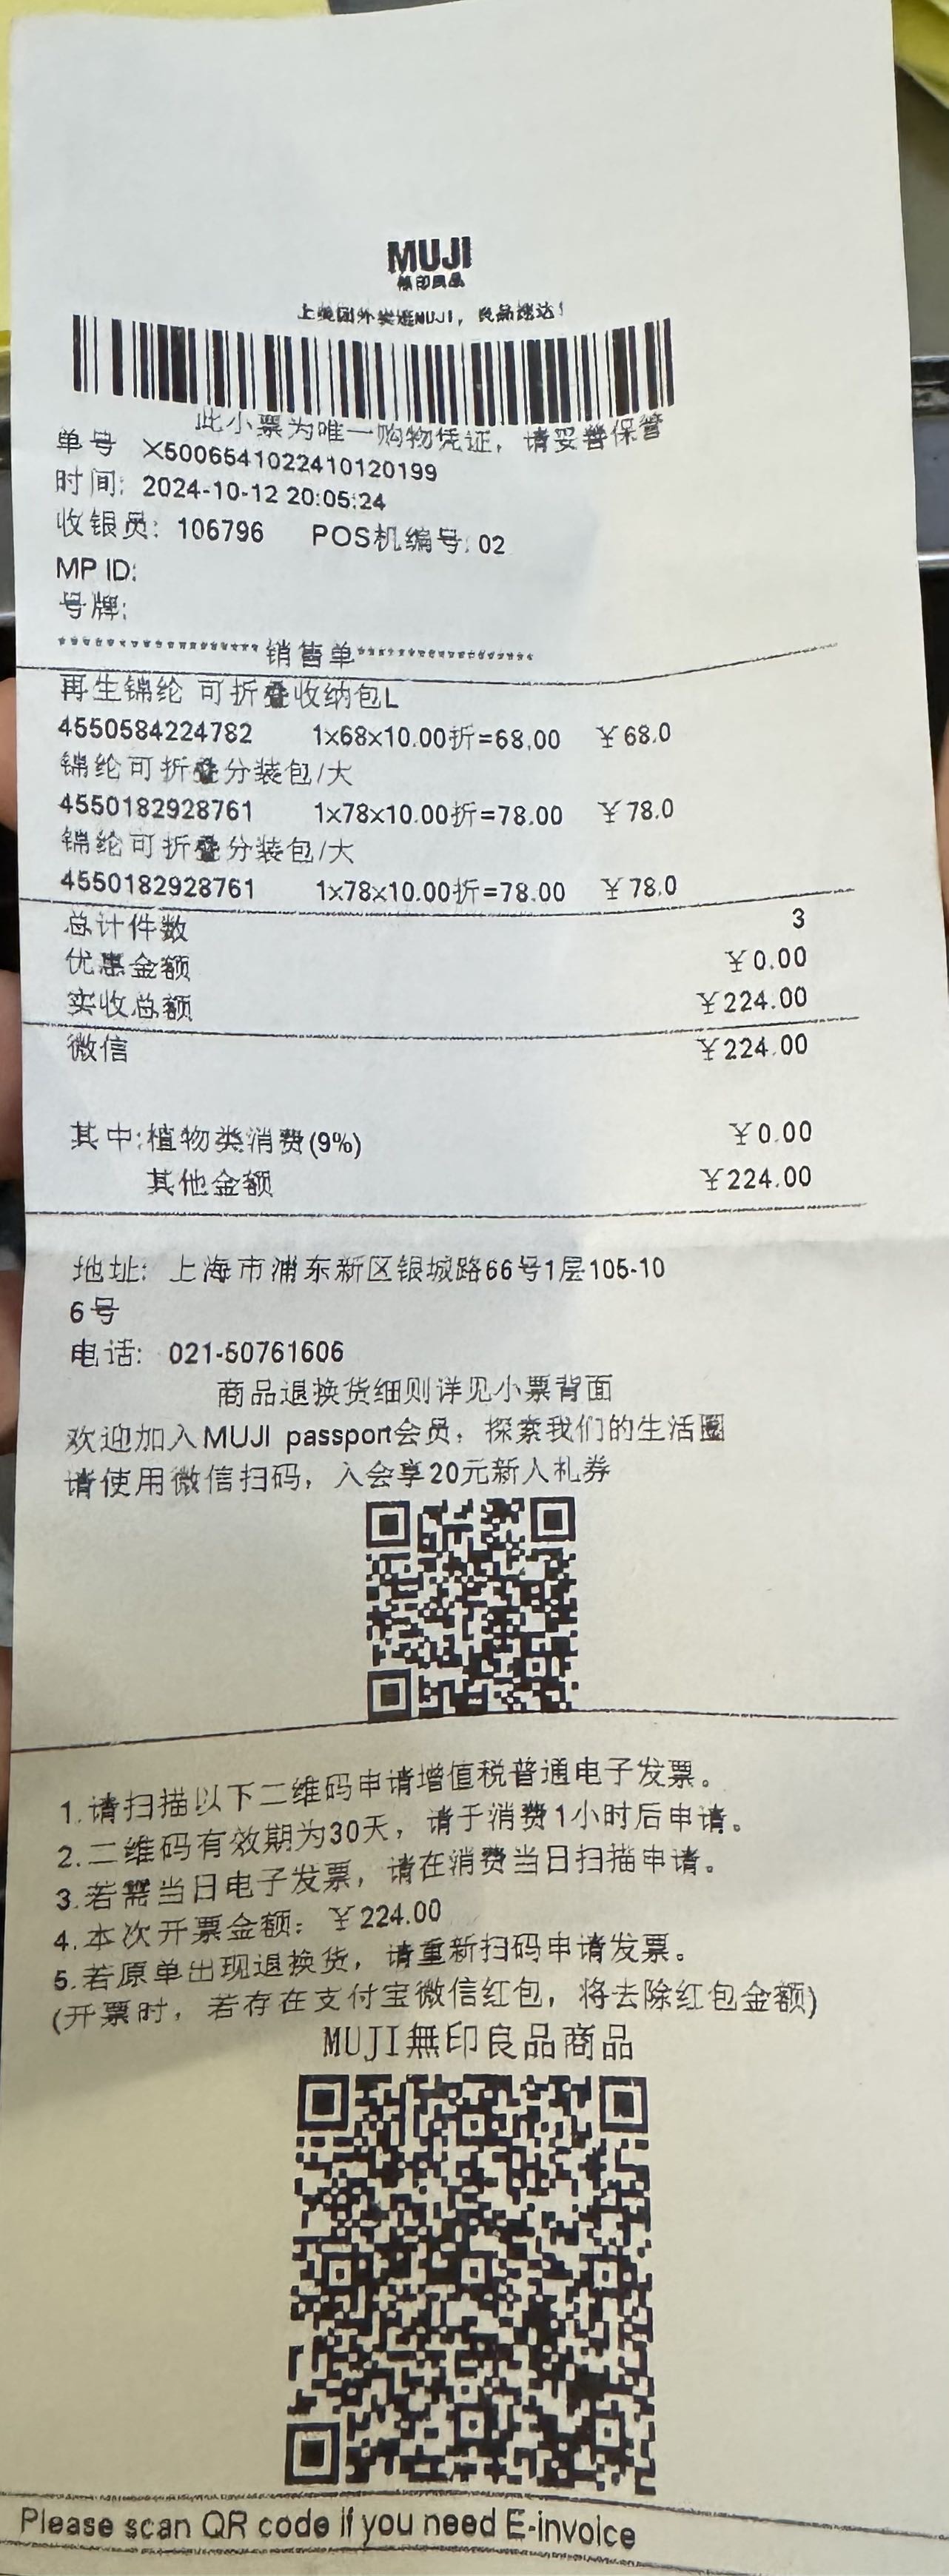 MUJI
無印良品
上美团外卖逛MUJI，良品速达！
此小票为唯一购物凭证，请妥善保管
单号 X5006541022410120199
时间: 2024-10-12 20:05:24
收银员: 106796 POS机编号: 02
MP ID:
号牌:
********************销售单******************
再生锦纶 可折叠收纳包L
4550584224782 1x68x10.00折=68.00 ￥68.0
锦纶可折叠分装包/大
4550182928761 1x78x10.00折=78.00 ￥78.0
锦纶可折叠分装包/大
4550182928761 1x78x10.00折=78.00 ￥78.0
总计件数 3
优惠金额 ￥0.00
实收总额 ￥224.00
微信 ￥224.00
其中:植物类消费(9%) ￥0.00
其他金额 ￥224.00
地址: 上海市浦东新区银城路66号1层105-10
6号
电话: 021-50761606
商品退换货细则详见小票背面
欢迎加入MUJI passport会员，探索我们的生活圈
请使用微信扫码，入会享20元新人礼券
1.请扫描以下二维码申请增值税普通电子发票。
2.二维码有效期为30天，请于消费1小时后申请。
3.若需当日电子发票，请在消费当日扫描申请。
4.本次开票金额: ￥224.00
5.若原单出现退换货，请重新扫码申请发票。
(开票时，若存在支付宝微信红包，将去除红包金额)
MUJI無印良品商品
Please scan QR code if you need E-invoice